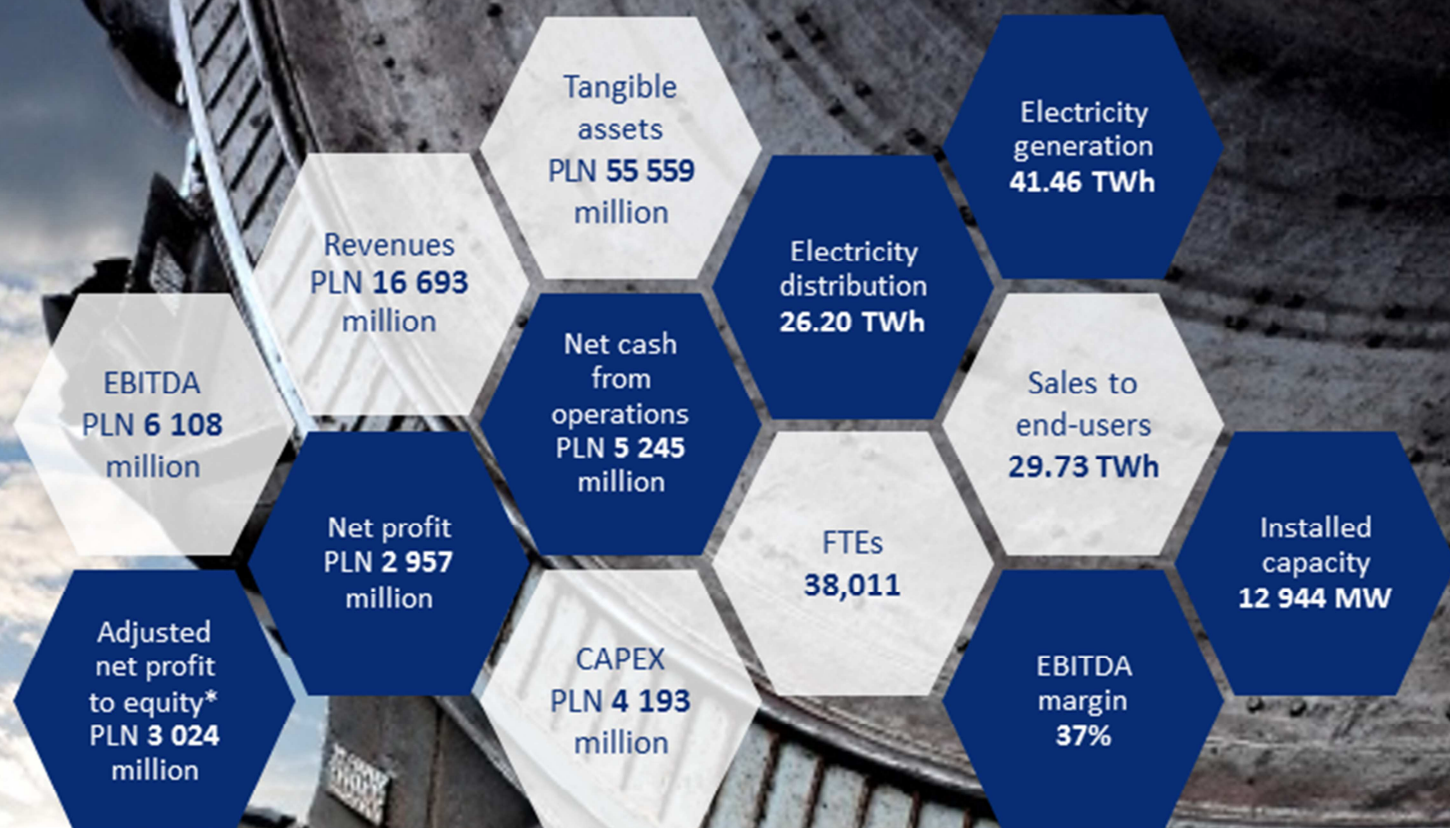 Tangible
assets
PLN 55 559
million
Electricity
generation
41.46 TWh
Revenues
PLN 16 693
million
Electricity
distribution
26.20 TWh
Net cash
from
operations
PLN 5 245
million
EBITDA
PLN 6 108
million
Sales to
end-users
29.73 TWh
Net profit
PLN 2 957
million
FTEs
38,011
Installed
capacity
12 944 MW
Adjusted
net profit
to equity*
PLN 3 024
million
CAPEX
PLN 4 193
million
EBITDA
margin
37%